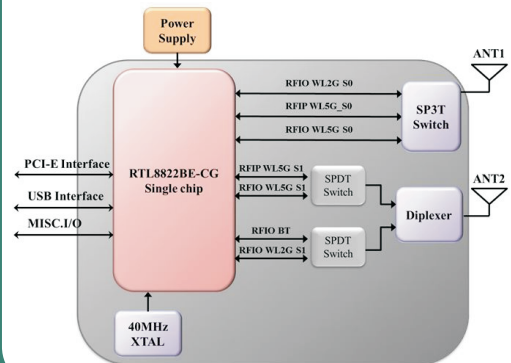 Power
Supply
ANT1
RFIO WL2G S0
RFIP WL5G_S0
RFIO WL5G S0
SP3T
Switch
PCI-E Interface
USB Interface
MISC.I/O
RTL8822BE-CG
Single chip
RFIP WL5G S1
RFIO WL5G S1
SPDT
Switch
ANT2
Diplexer
RFIO BT
RFIO WL2G S1
SPDT
Switch
40MHz
XTAL